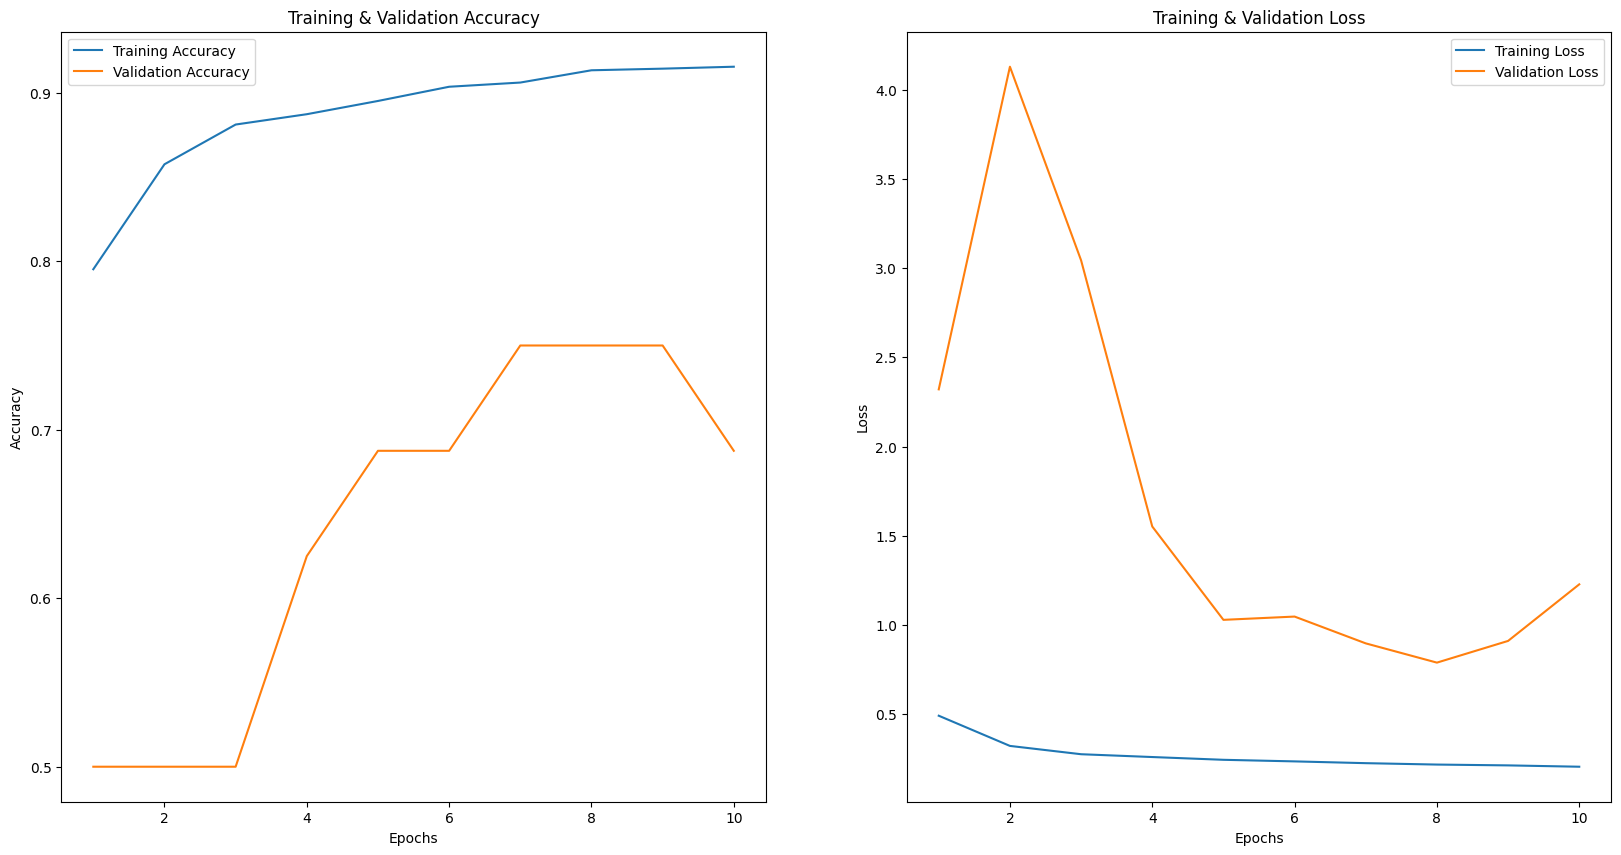 Training & Validation Accuracy
Training Accuracy
Validation Accuracy
0.9
0.8
0.7
0.6
0.5
Accuracy
2
4
6
8
10
Epochs
Training & Validation Loss
Training Loss
Validation Loss
4.0
3.5
3.0
2.5
2.0
1.5
1.0
0.5
Loss
2
4
6
8
10
Epochs